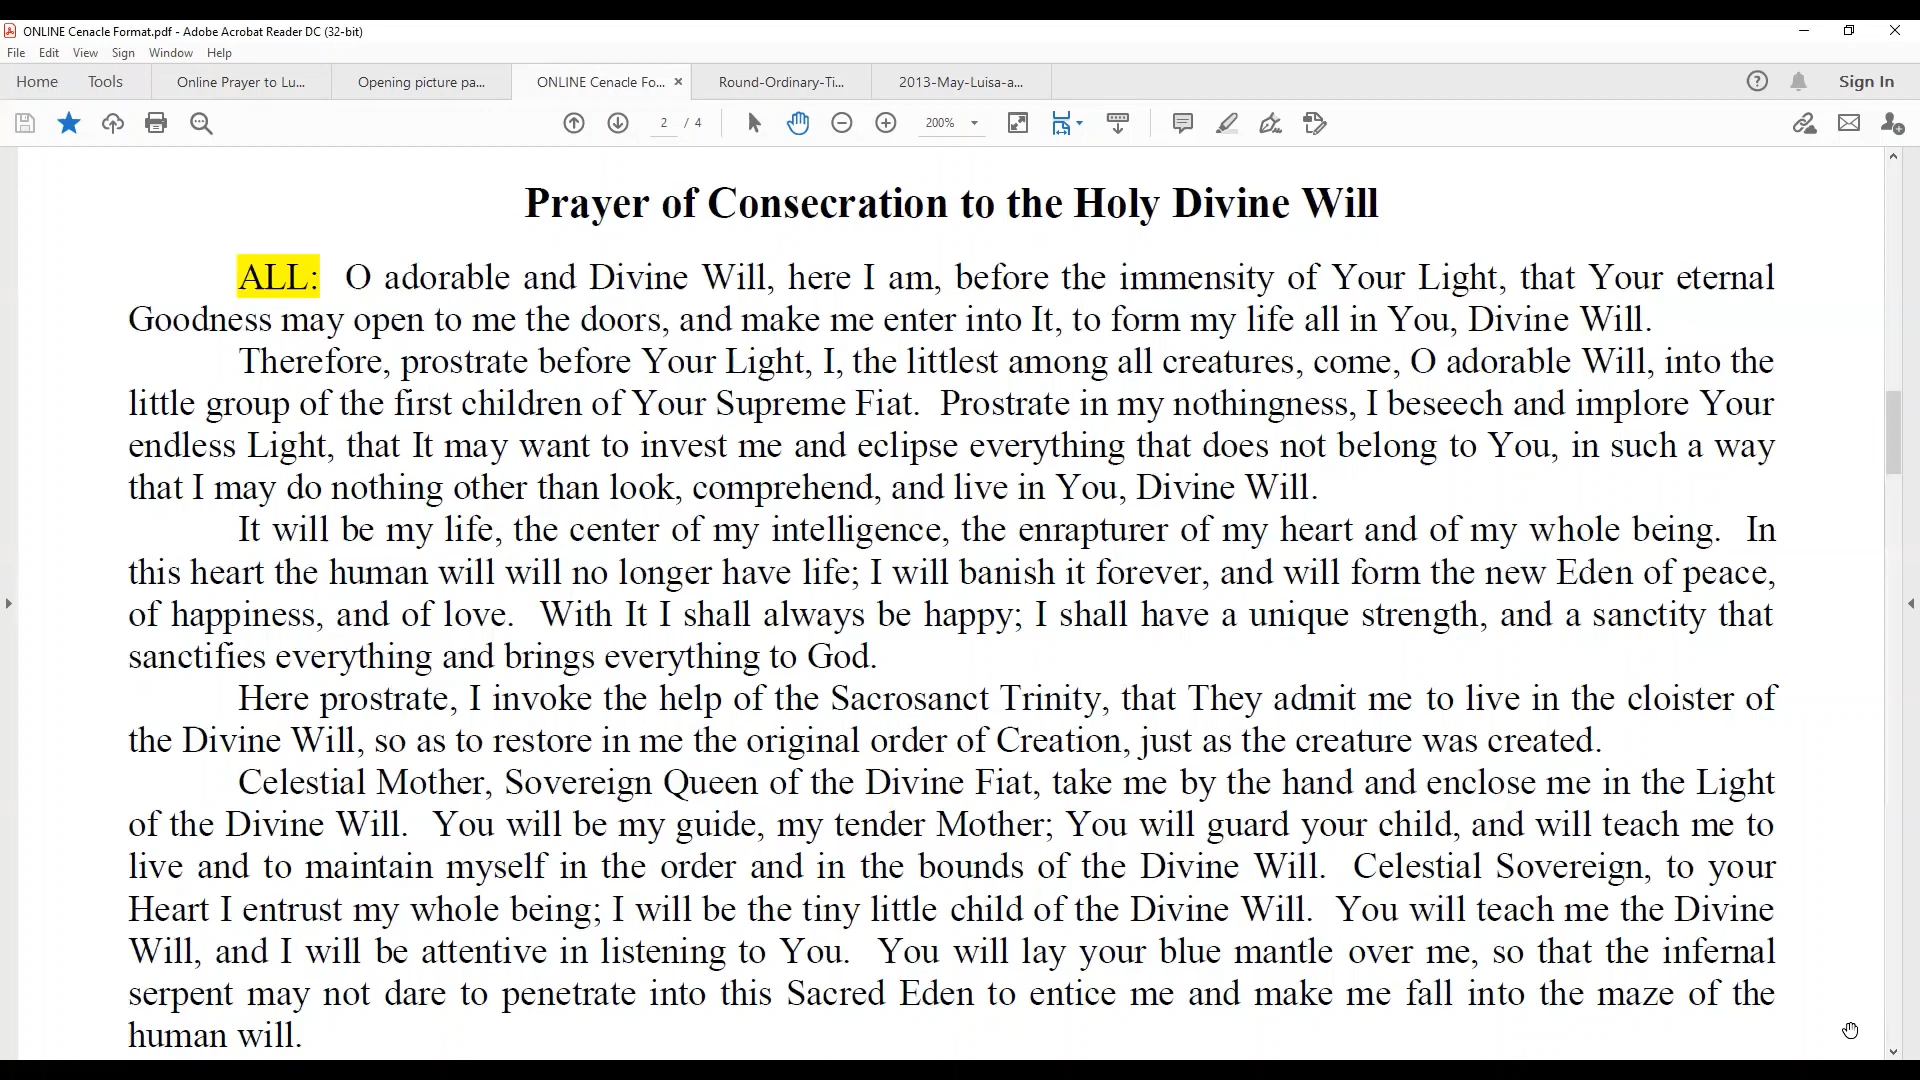 ONLINE Cenacle Format.pdf - Adobe Acrobat Reader DC (32-bit)
File Edit View Sign Window Help
Home Tools Online Prayer to Lu... Opening picture pa... ONLINE Cenacle Fo... × Round-Ordinary-Ti... 2013-May-Luisa-a... Sign In
2 / 4 200%
Prayer of Consecration to the Holy Divine Will
ALL: O adorable and Divine Will, here I am, before the immensity of Your Light, that Your eternal
Goodness may open to me the doors, and make me enter into It, to form my life all in You, Divine Will.
Therefore, prostrate before Your Light, I, the littlest among all creatures, come, O adorable Will, into the
little group of the first children of Your Supreme Fiat. Prostrate in my nothingness, I beseech and implore Your
endless Light, that It may want to invest me and eclipse everything that does not belong to You, in such a way
that I may do nothing other than look, comprehend, and live in You, Divine Will.
It will be my life, the center of my intelligence, the enrapturer of my heart and of my whole being. In
this heart the human will will no longer have life; I will banish it forever, and will form the new Eden of peace,
of happiness, and of love. With It I shall always be happy; I shall have a unique strength, and a sanctity that
sanctifies everything and brings everything to God.
Here prostrate, I invoke the help of the Sacrosanct Trinity, that They admit me to live in the cloister of
the Divine Will, so as to restore in me the original order of Creation, just as the creature was created.
Celestial Mother, Sovereign Queen of the Divine Fiat, take me by the hand and enclose me in the Light
of the Divine Will. You will be my guide, my tender Mother; You will guard your child, and will teach me to
live and to maintain myself in the order and in the bounds of the Divine Will. Celestial Sovereign, to your
Heart I entrust my whole being; I will be the tiny little child of the Divine Will. You will teach me the Divine
Will, and I will be attentive in listening to You. You will lay your blue mantle over me, so that the infernal
serpent may not dare to penetrate into this Sacred Eden to entice me and make me fall into the maze of the
human will.